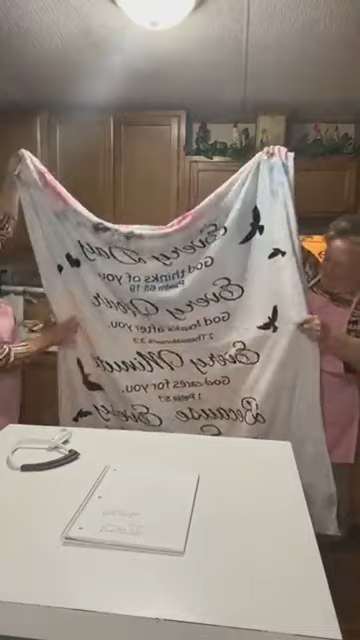 Every Day
God thinks of you
Psalm 68:19
Every Hour
God looks after you.
2 Thessalonians 3:3
Every Minute
God cares for you.
1 Peter 5:7
Because Every